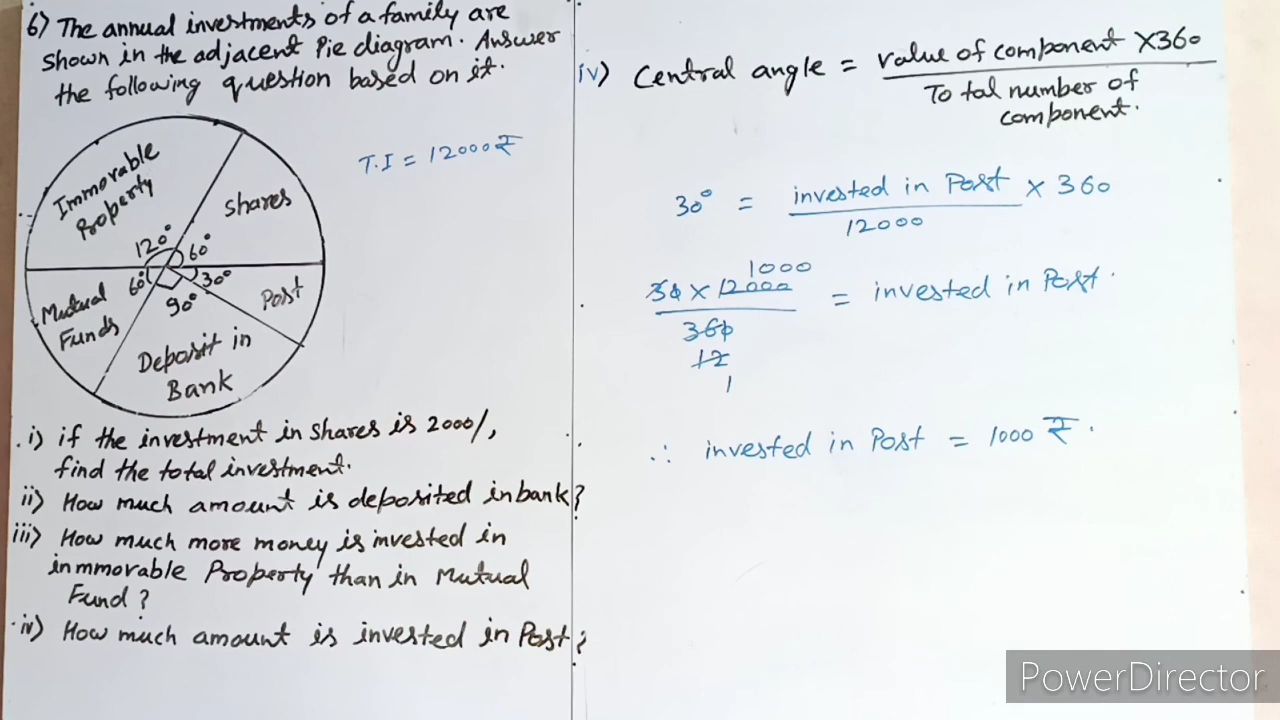 6) The annual investments of a family are
shown in the adjacent Pie diagram. Answer
the following question based on it.
T.I = 12000 ₹
Immovable
Property
Shares
120°
60°
60°
30°
90°
Mutual
Funds
Post
Deposit in
Bank
i) if the investment in shares is 2000/,
find the total investment.
ii) How much amount is deposited in bank?
iii) How much more money is invested in
inmmorable Property than in Mutual
Fund?
iv) How much amount is invested in Post?
iv) Central angle = value of component X360
To tal number of
component.
30° = invested in Post X 360
12000
1000
30 X 12000 = invested in Post.
360
12
1
∴ invested in Post = 1000 ₹.
PowerDirector